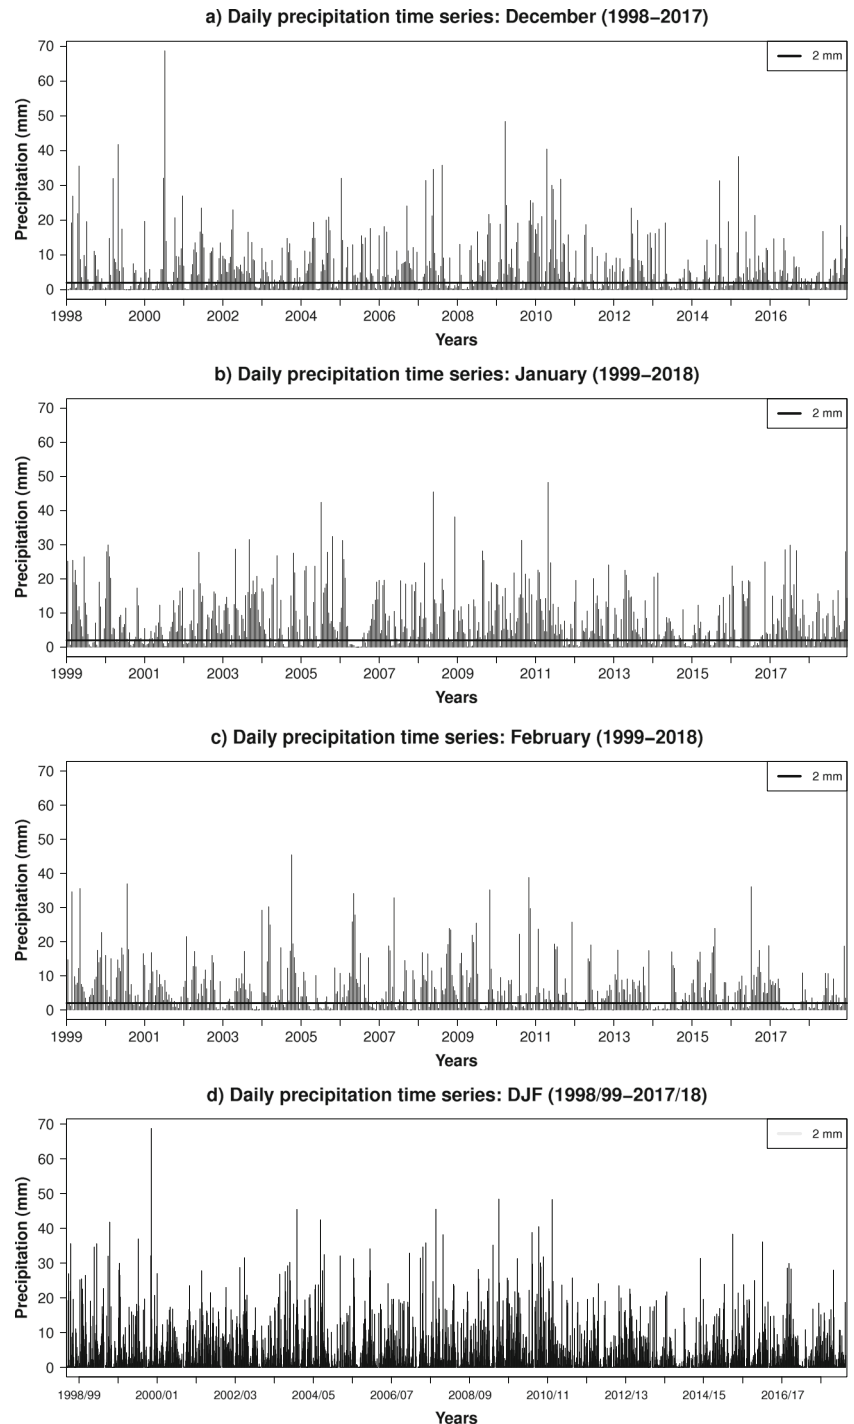 a) Daily precipitation time series: December (1998−2017)
70
60
50
40
30
20
10
0
Precipitation (mm)
2 mm
1998 2000 2002 2004 2006 2008 2010 2012 2014 2016
Years
b) Daily precipitation time series: January (1999−2018)
70
60
50
40
30
20
10
0
Precipitation (mm)
2 mm
1999 2001 2003 2005 2007 2009 2011 2013 2015 2017
Years
c) Daily precipitation time series: February (1999−2018)
70
60
50
40
30
20
10
0
Precipitation (mm)
2 mm
1999 2001 2003 2005 2007 2009 2011 2013 2015 2017
Years
d) Daily precipitation time series: DJF (1998/99−2017/18)
70
60
50
40
30
20
10
0
Precipitation (mm)
2 mm
1998/99 2000/01 2002/03 2004/05 2006/07 2008/09 2010/11 2012/13 2014/15 2016/17
Years